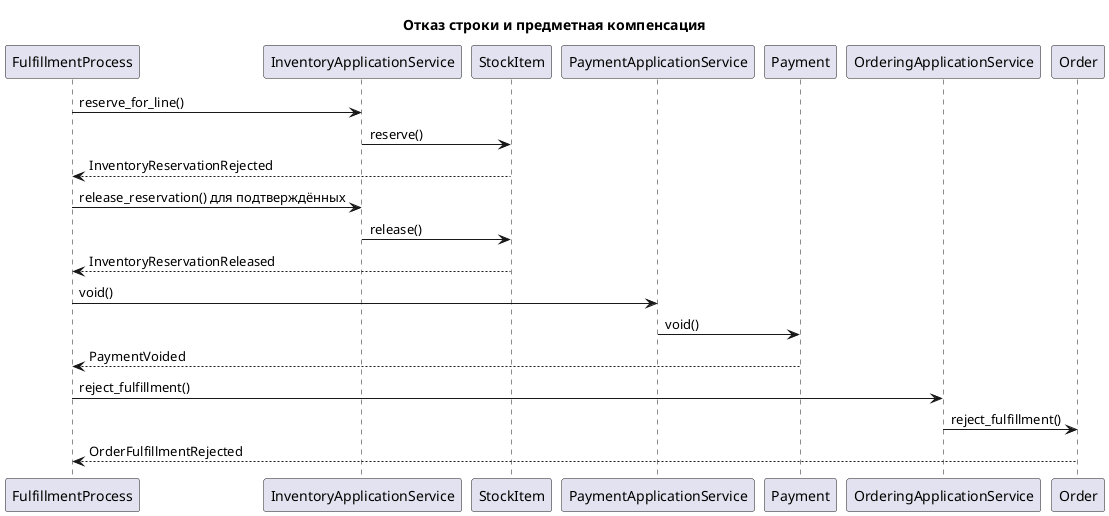 Отказ строки и предметная компенсация
FulfillmentProcess
InventoryApplicationService
StockItem
PaymentApplicationService
Payment
OrderingApplicationService
Order
reserve_for_line()
reserve()
InventoryReservationRejected
release_reservation() для подтверждённых
release()
InventoryReservationReleased
void()
void()
PaymentVoided
reject_fulfillment()
reject_fulfillment()
OrderFulfillmentRejected
FulfillmentProcess
InventoryApplicationService
StockItem
PaymentApplicationService
Payment
OrderingApplicationService
Order